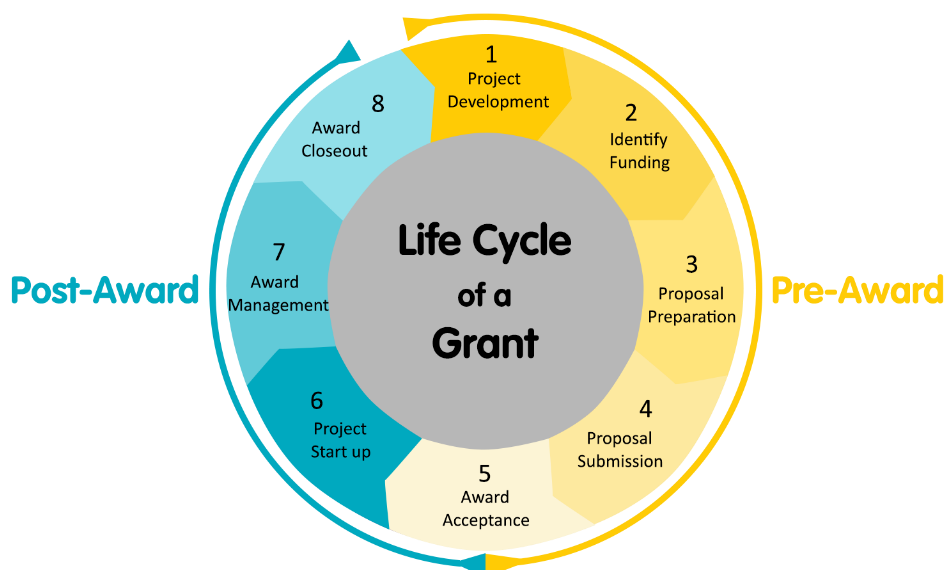 1
Project
Development
2
Identify
Funding
3
Proposal
Preparation
4
Proposal
Submission
5
Award
Acceptance
6
Project
Start up
7
Award
Management
8
Award
Closeout
Life Cycle
of a
Grant
Post-Award
Pre-Award